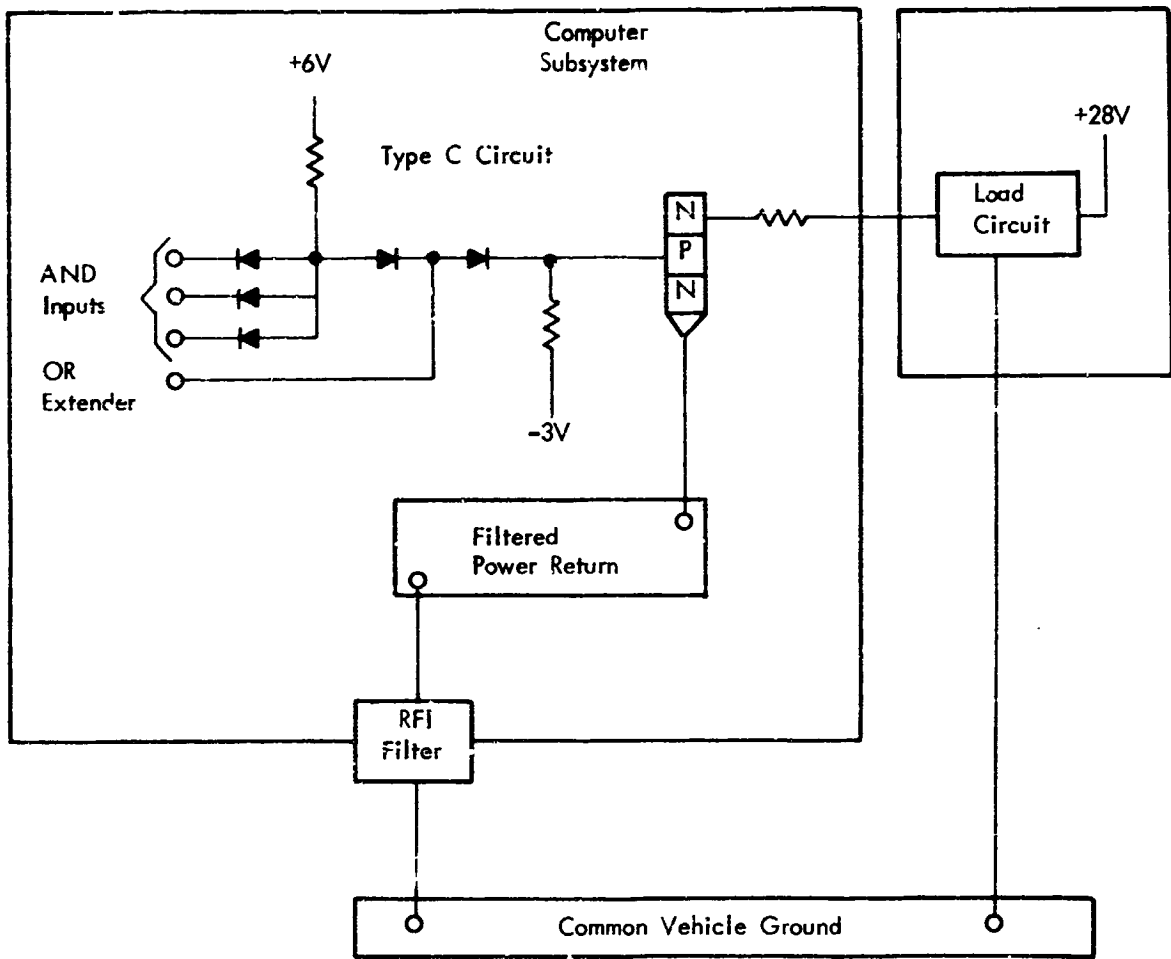 Computer
Subsystem
+6V
+28V
Type C Circuit
Load
Circuit
N
P
N
AND
Inputs
OR
Extender
-3V
Filtered
Power Return
RFI
Filter
Common Vehicle Ground